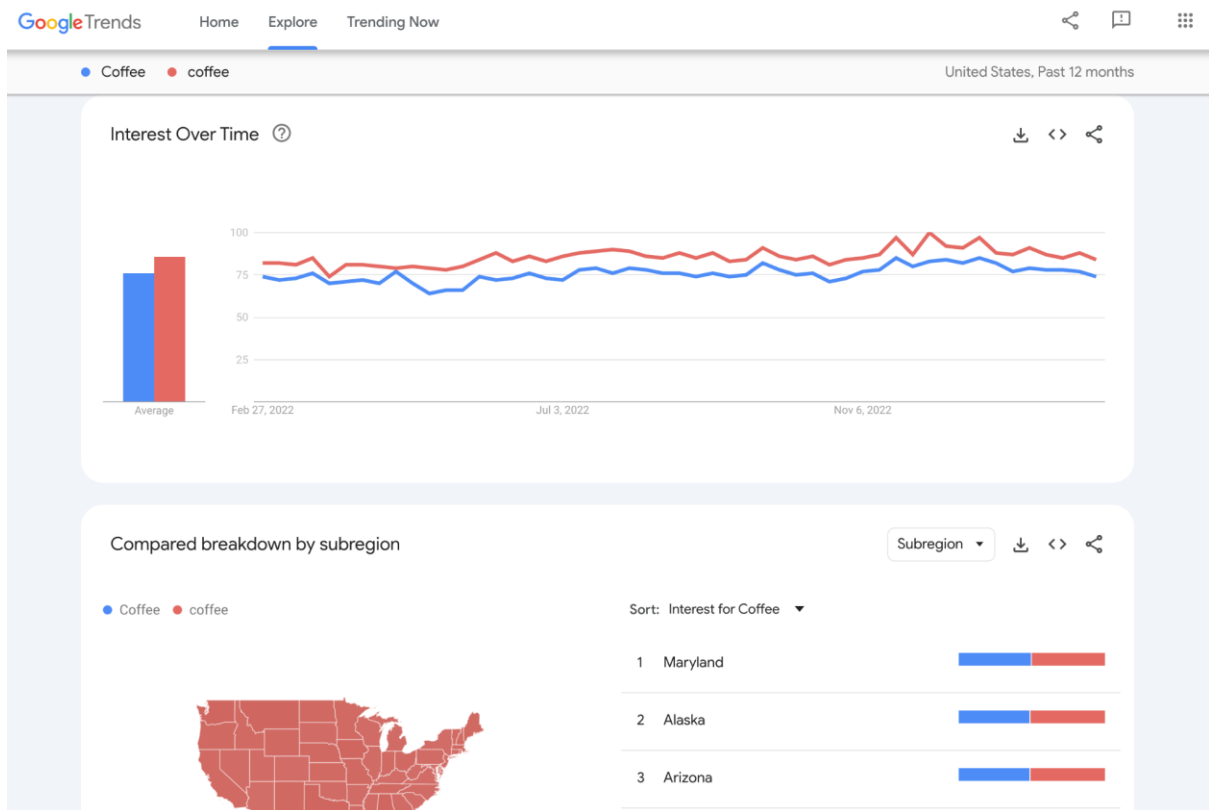 Google Trends Home Explore Trending Now
Coffee coffee United States, Past 12 months
Interest Over Time ?
100
75
50
25
Average Feb 27, 2022 Jul 3, 2022 Nov 6, 2022
Compared breakdown by subregion Subregion
Coffee coffee Sort: Interest for Coffee
1 Maryland
2 Alaska
3 Arizona